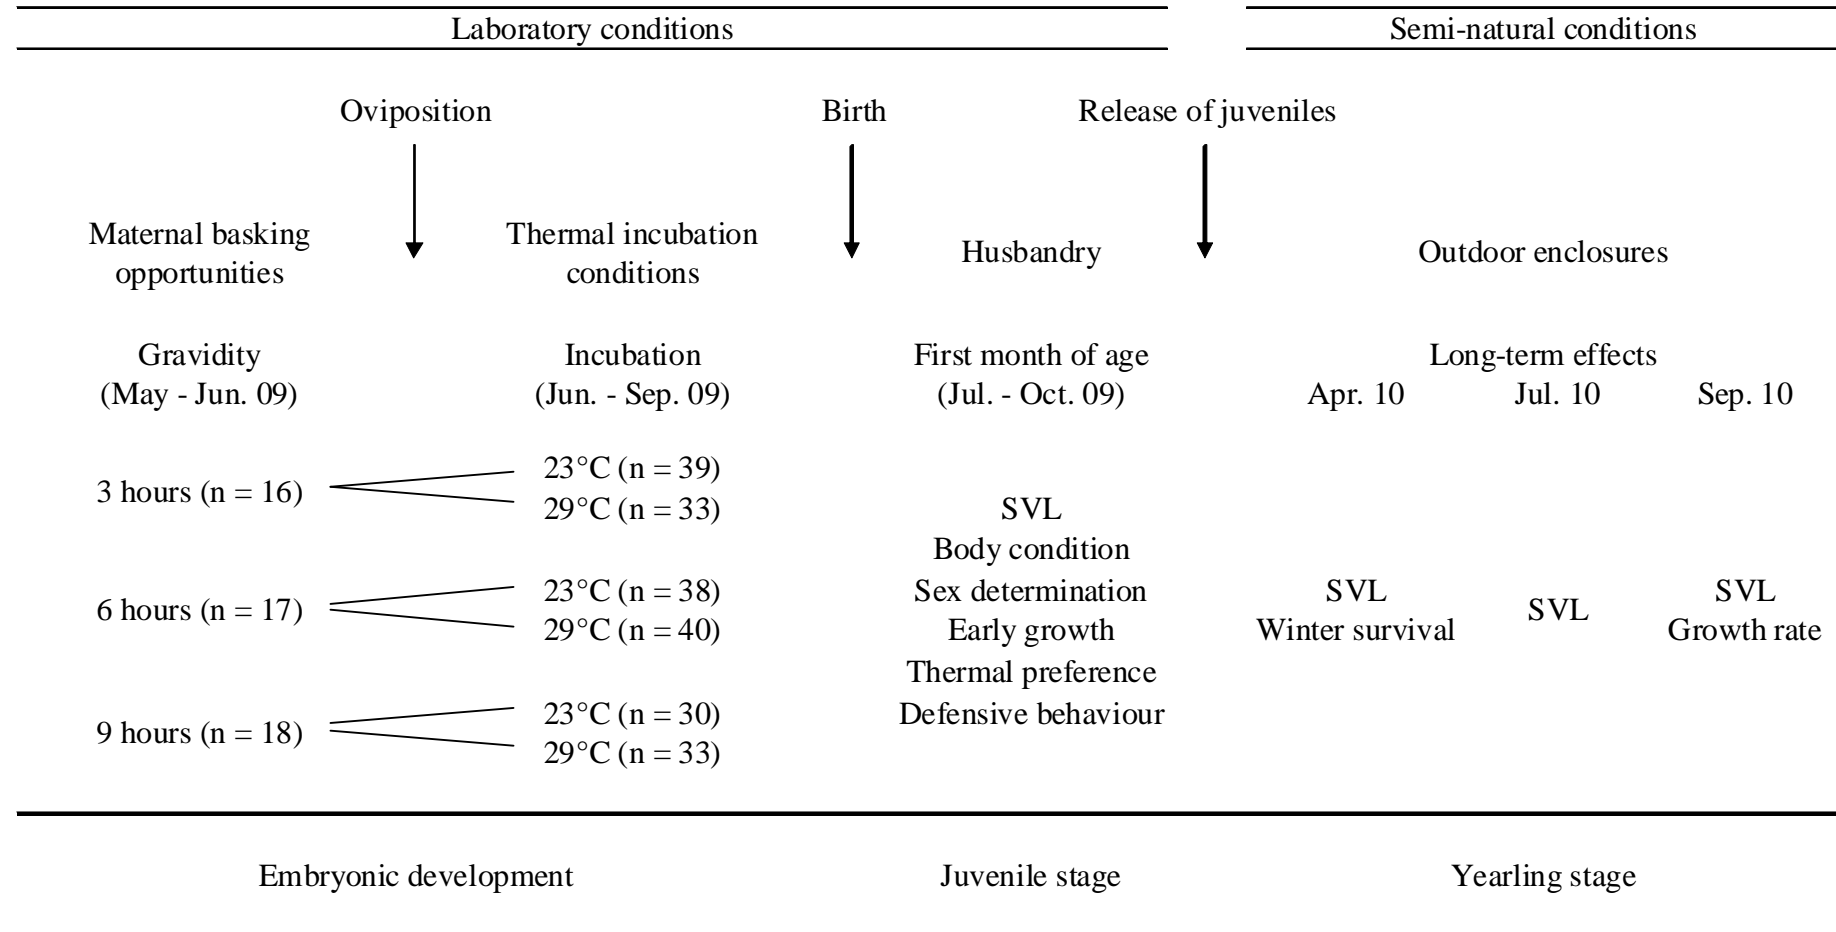 Laboratory conditions
Semi-natural conditions
Oviposition
Birth
Release of juveniles
Maternal basking
opportunities
Thermal incubation
conditions
Husbandry
Outdoor enclosures
Gravidity
(May - Jun. 09)
Incubation
(Jun. - Sep. 09)
First month of age
(Jul. - Oct. 09)
Long-term effects
Apr. 10
Jul. 10
Sep. 10
3 hours (n = 16)
23°C (n = 39)
29°C (n = 33)
6 hours (n = 17)
23°C (n = 38)
29°C (n = 40)
9 hours (n = 18)
23°C (n = 30)
29°C (n = 33)
SVL
Body condition
Sex determination
Early growth
Thermal preference
Defensive behaviour
SVL
Winter survival
SVL
SVL
Growth rate
Embryonic development
Juvenile stage
Yearling stage